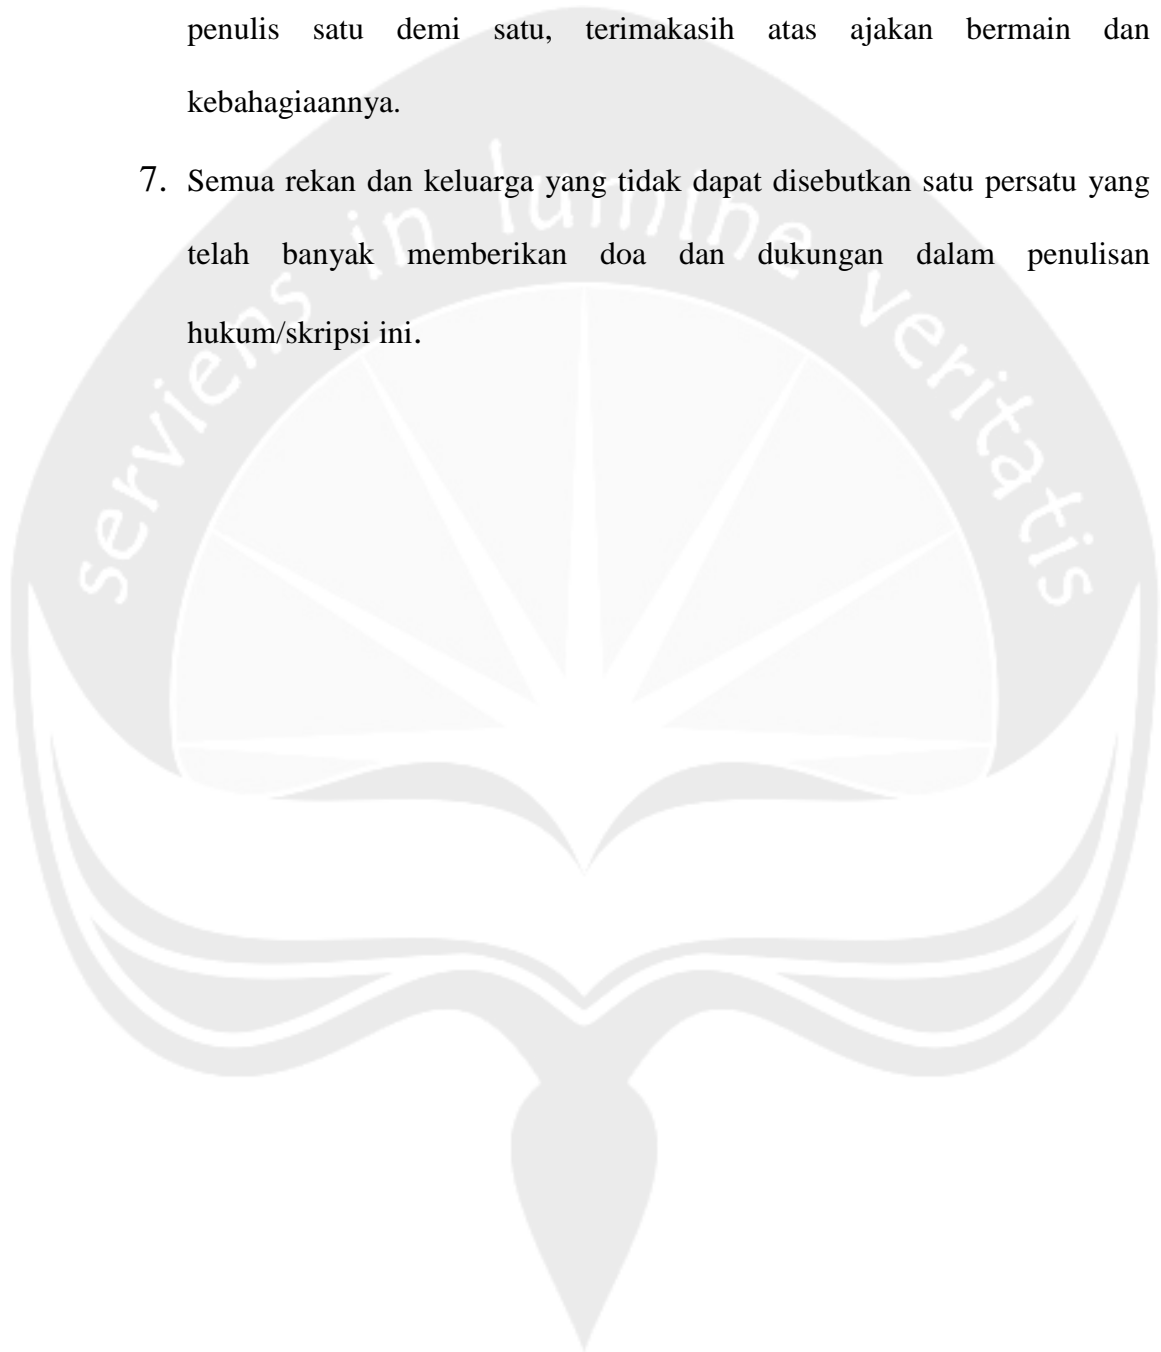 penulis satu demi satu, terimakasih atas ajakan bermain dan
kebahagiaannya.
7. Semua rekan dan keluarga yang tidak dapat disebutkan satu persatu yang
telah banyak memberikan doa dan dukungan dalam penulisan
hukum/skripsi ini.
serviens in lumine veritatis